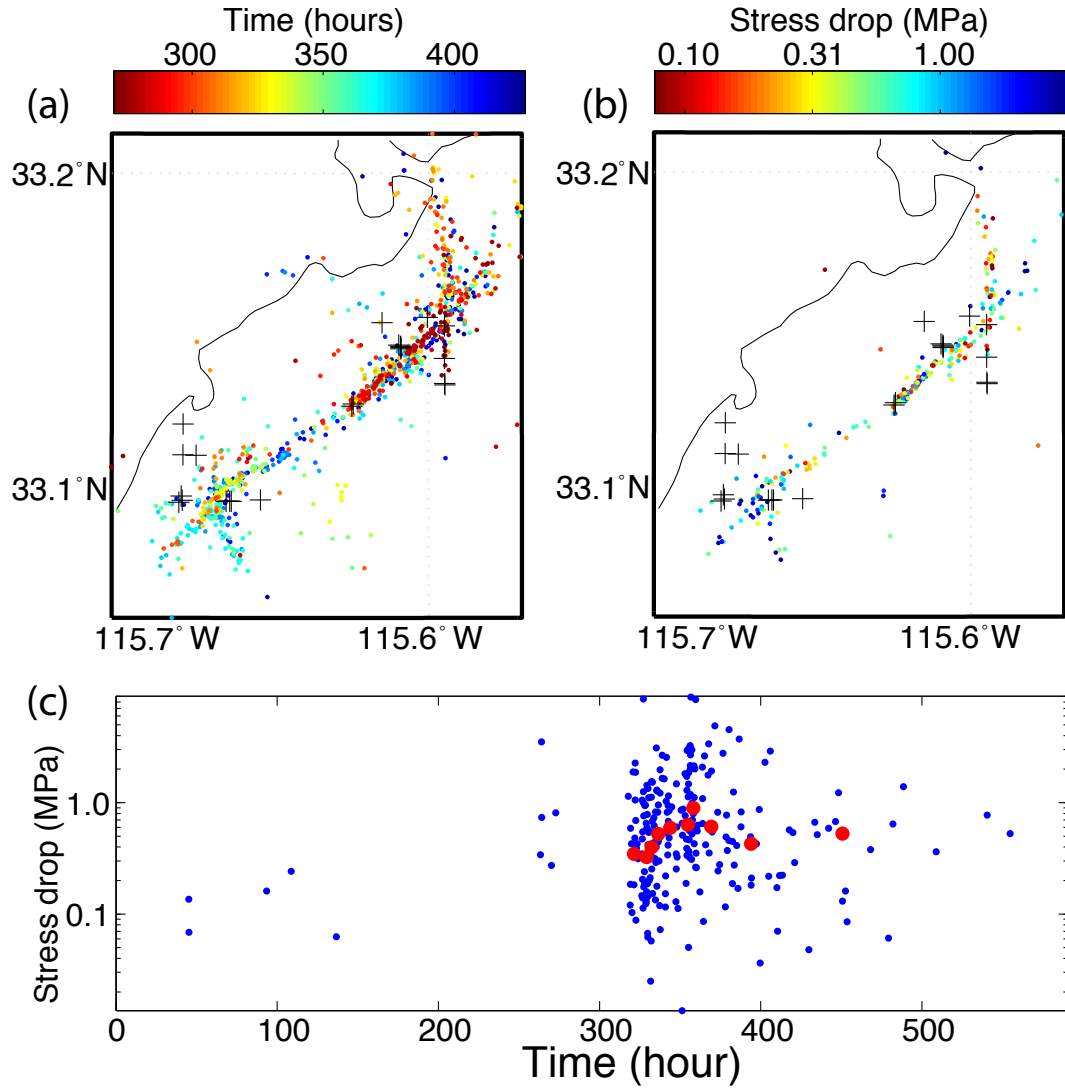 Time (hours) Stress drop (MPa)
300 350 400 0.10 0.31 1.00
(a) (b)
33.2°N 33.2°N
33.1°N 33.1°N
115.7°W 115.6°W 115.7°W 115.6°W
(c)
Stress drop (MPa)
1.0
0.1
0 100 200 300 400 500
Time (hour)